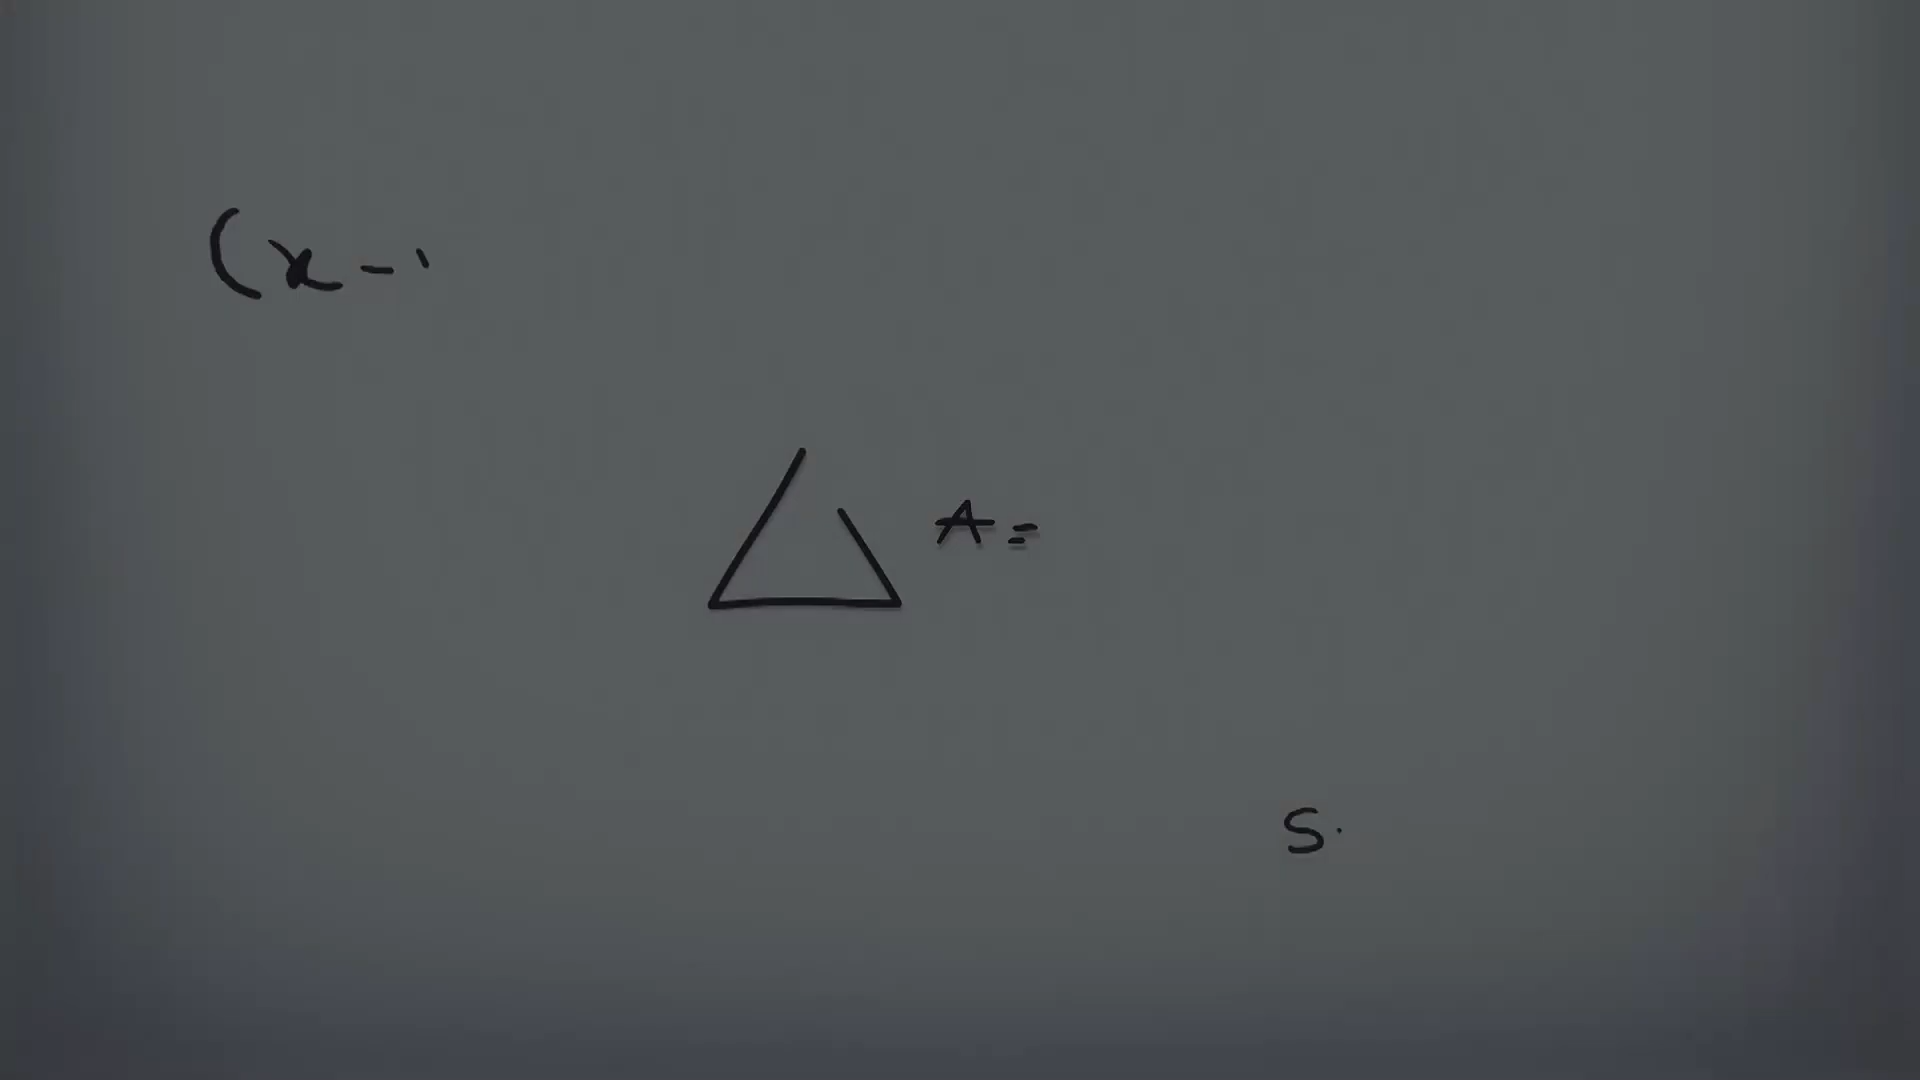 (x -
A =
S